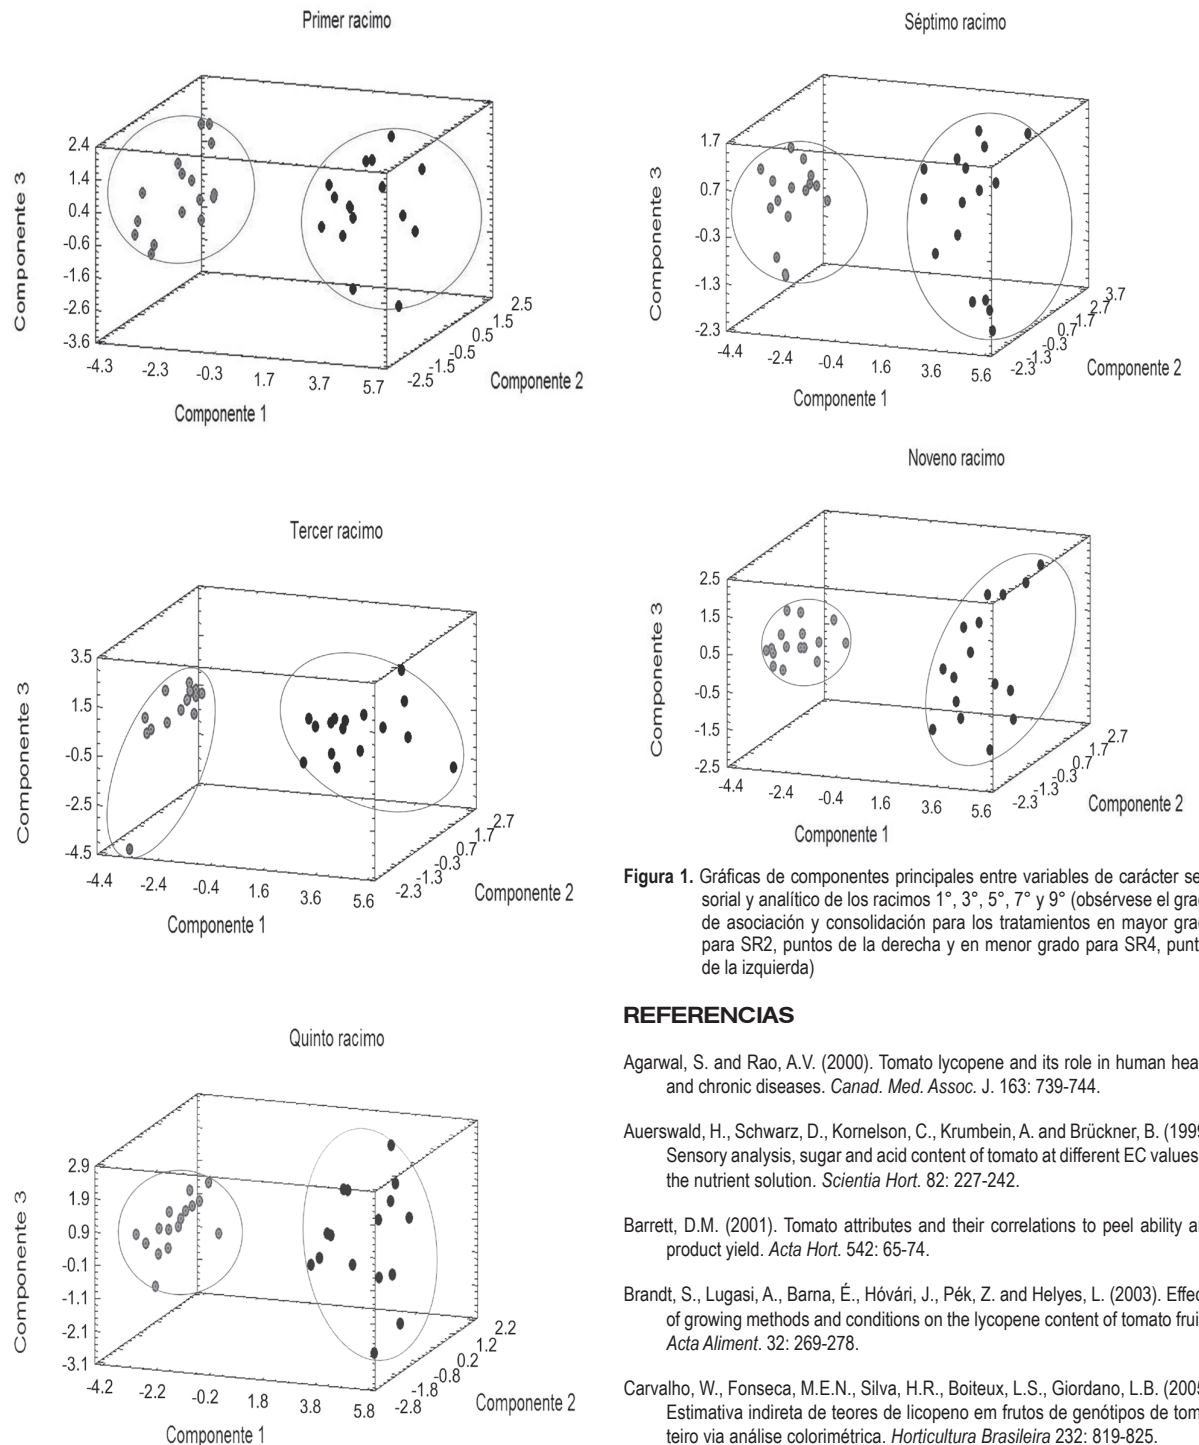 Primer racimo
Componente 3
2.4
1.4
0.4
-0.6
-1.6
-2.6
-3.6
-4.3 -2.3 -0.3 1.7 3.7 5.7
Componente 1
-2.5 -1.5 -0.5 0.5 1.5 2.5
Componente 2
Tercer racimo
Componente 3
3.5
1.5
-0.5
-2.5
-4.5
-4.4 -2.4 -0.4 1.6 3.6 5.6
Componente 1
-2.3 -1.3 -0.3 0.7 1.7 2.7
Componente 2
Quinto racimo
Componente 3
2.9
1.9
0.9
-0.1
-1.1
-2.1
-3.1
-4.2 -2.2 -0.2 1.8 3.8 5.8
Componente 1
-2.8 -1.8 -0.8 0.2 1.2 2.2
Componente 2
Séptimo racimo
Componente 3
1.7
0.7
-0.3
-1.3
-2.3
-4.4 -2.4 -0.4 1.6 3.6 5.6
Componente 1
-2.3 -1.3 -0.3 0.7 1.7 2.7 3.7
Componente 2
Noveno racimo
Componente 3
2.5
1.5
0.5
-0.5
-1.5
-2.5
-4.4 -2.4 -0.4 1.6 3.6 5.6
Componente 1
-2.3 -1.3 -0.3 0.7 1.7 2.7
Componente 2
Figura 1. Gráficas de componentes principales entre variables de carácter se
sorial y analítico de los racimos 1°, 3°, 5°, 7° y 9° (obsérvese el gra
de asociación y consolidación para los tratamientos en mayor gra
para SR2, puntos de la derecha y en menor grado para SR4, punt
de la izquierda)
REFERENCIAS
Agarwal, S. and Rao, A.V. (2000). Tomato lycopene and its role in human hea
and chronic diseases. Canad. Med. Assoc. J. 163: 739-744.
Auerswald, H., Schwarz, D., Kornelson, C., Krumbein, A. and Brückner, B. (1999
Sensory analysis, sugar and acid content of tomato at different EC values
the nutrient solution. Scientia Hort. 82: 227-242.
Barrett, D.M. (2001). Tomato attributes and their correlations to peel ability a
product yield. Acta Hort. 542: 65-74.
Brandt, S., Lugasi, A., Barna, É., Hóvári, J., Pék, Z. and Helyes, L. (2003). Effec
of growing methods and conditions on the lycopene content of tomato frui
Acta Aliment. 32: 269-278.
Carvalho, W., Fonseca, M.E.N., Silva, H.R., Boiteux, L.S., Giordano, L.B. (2005
Estimativa indireta de teores de licopeno em frutos de genótipos de tom
teiro via análise colorimétrica. Horticultura Brasileira 232: 819-825.